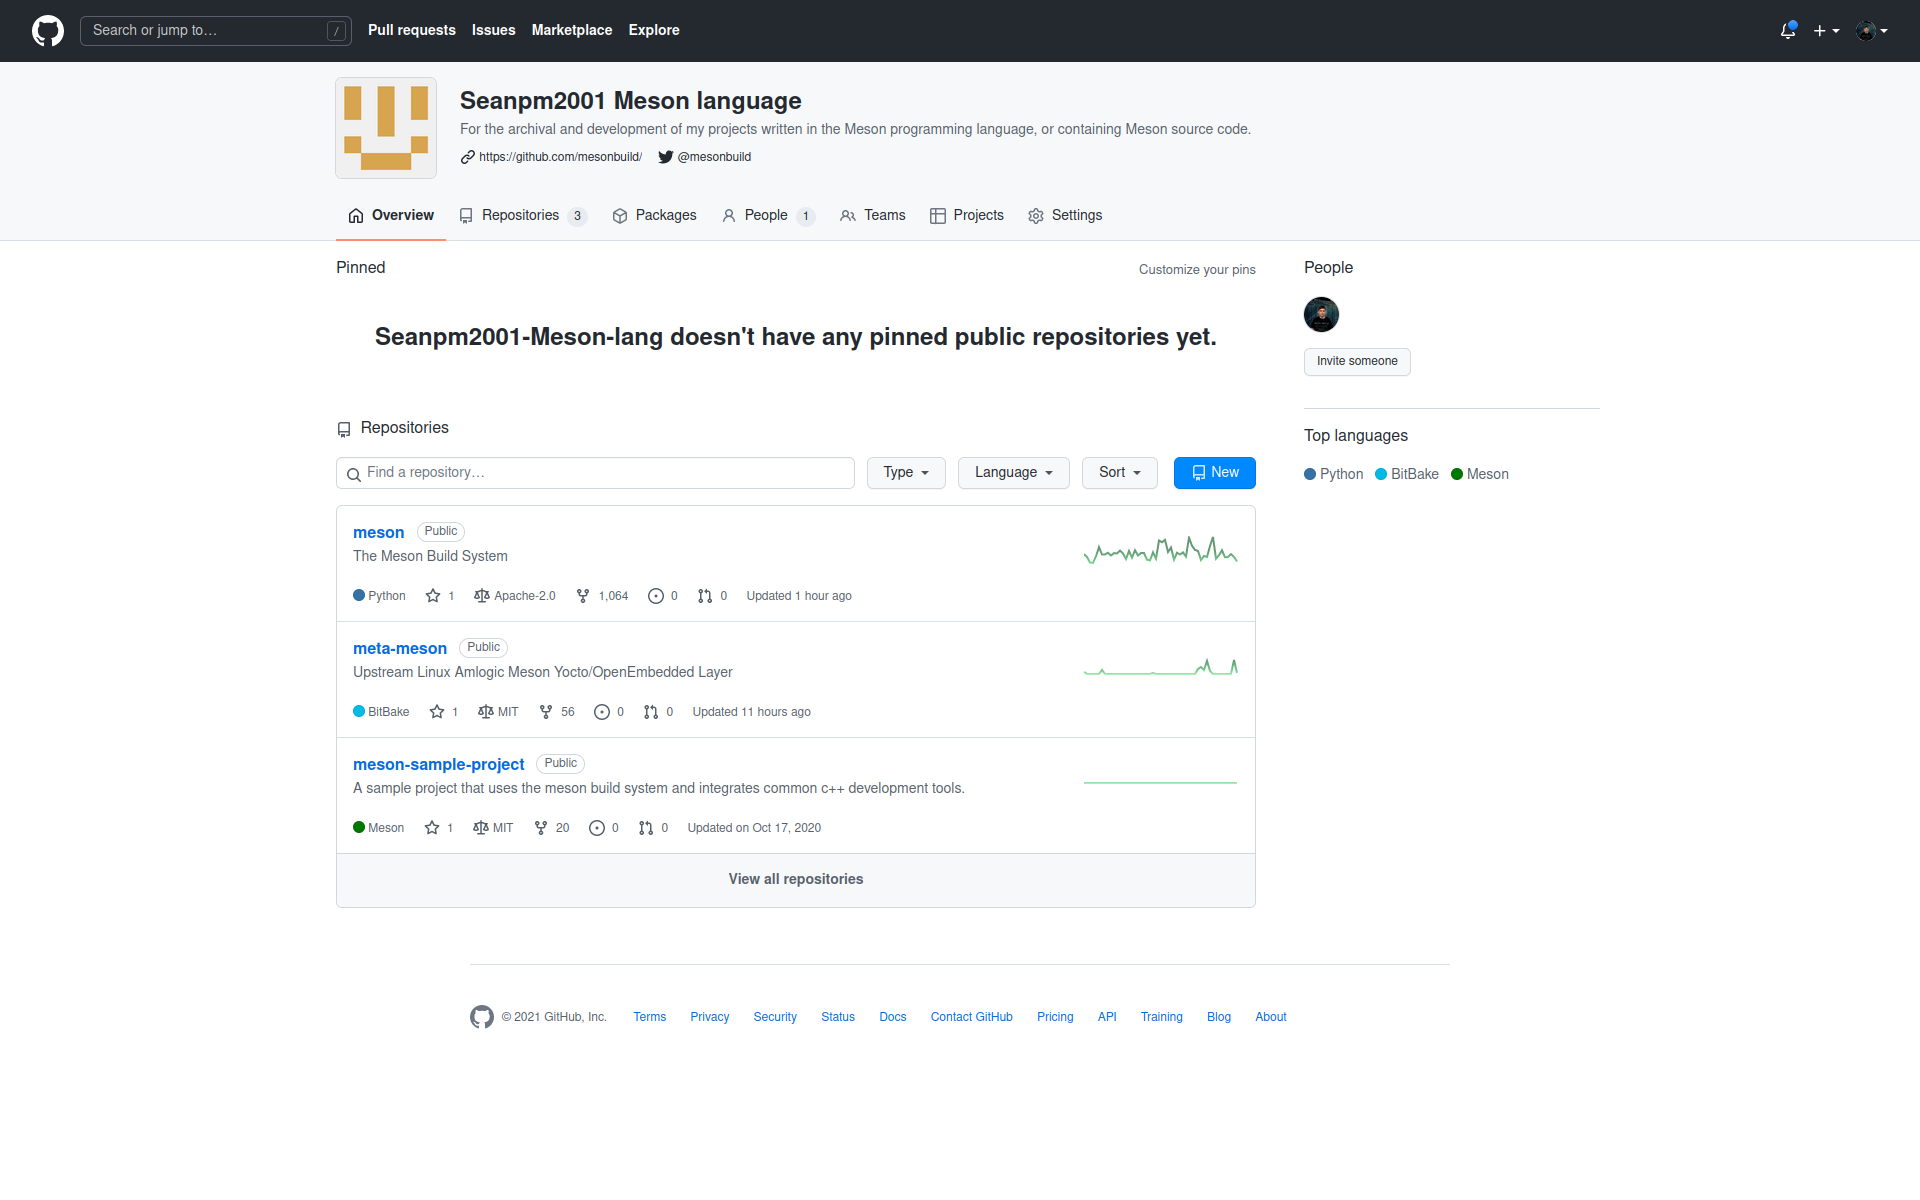 Search or jump to… / Pull requests Issues Marketplace Explore
Seanpm2001 Meson language
For the archival and development of my projects written in the Meson programming language, or containing Meson source code.
https://github.com/mesonbuild/ @mesonbuild
Overview Repositories 3 Packages People 1 Teams Projects Settings
Pinned Customize your pins
Seanpm2001-Meson-lang doesn't have any pinned public repositories yet.
Repositories
Find a repository… Type Language Sort New
meson Public
The Meson Build System
Python 1 Apache-2.0 1,064 0 0 Updated 1 hour ago
meta-meson Public
Upstream Linux Amlogic Meson Yocto/OpenEmbedded Layer
BitBake 1 MIT 56 0 0 Updated 11 hours ago
meson-sample-project Public
A sample project that uses the meson build system and integrates common c++ development tools.
Meson 1 MIT 20 0 0 Updated on Oct 17, 2020
View all repositories
People
Invite someone
Top languages
Python BitBake Meson
© 2021 GitHub, Inc. Terms Privacy Security Status Docs Contact GitHub Pricing API Training Blog About